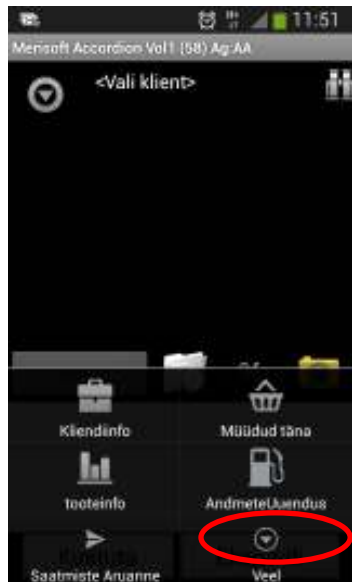 11:51
Merisoft Accordion Vol1 (58) Ag:AA
<Vali klient>
Kliendiinfo
Müüdud täna
tooteinfo
AndmeteUuendus
Saatmiste Aruanne
Veel